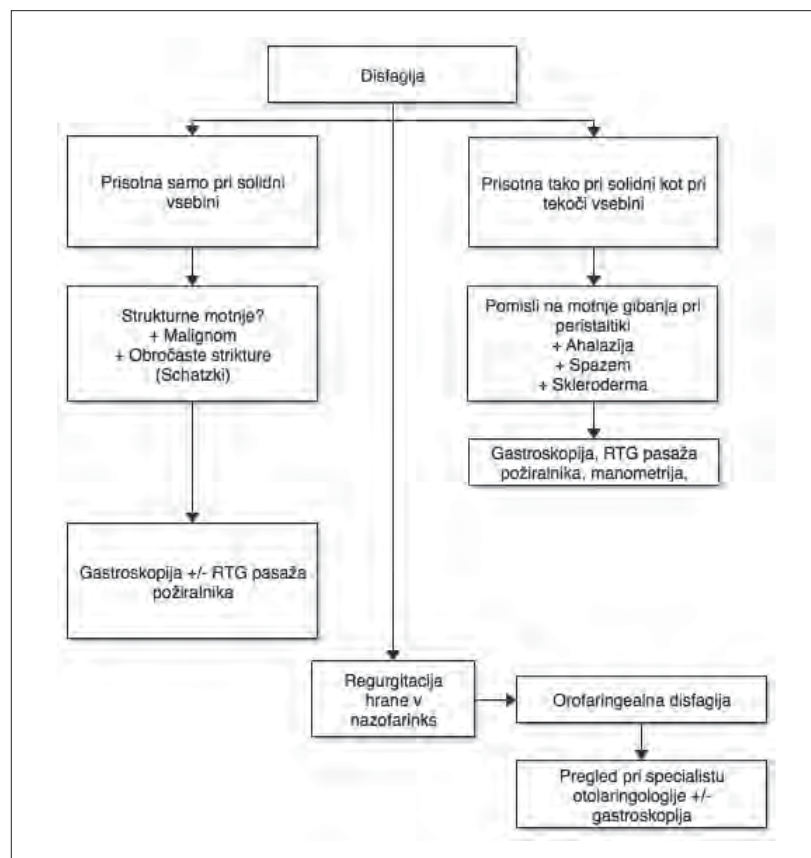 Disfagija
Prisotna samo pri solidni
vsebini
Prisotna tako pri solidni kot pri
tekoči vsebini
Strukturne motnje?
+ Malignom
+ Obročaste strikture
(Schatzki)
Pomisli na motnje gibanja pri
peristaltiki
+ Ahalazija
+ Spazem
+ Skleroderma
Gastroskopija, RTG pasaža
požiralnika, manometrija,
Gastroskopija +/- RTG pasaža
požiralnika
Regurgitacija
hrane v
nazofarinks
Orofaringealna disfagija
Pregled pri specialistu
otolaringologije +/-
gastroskopija